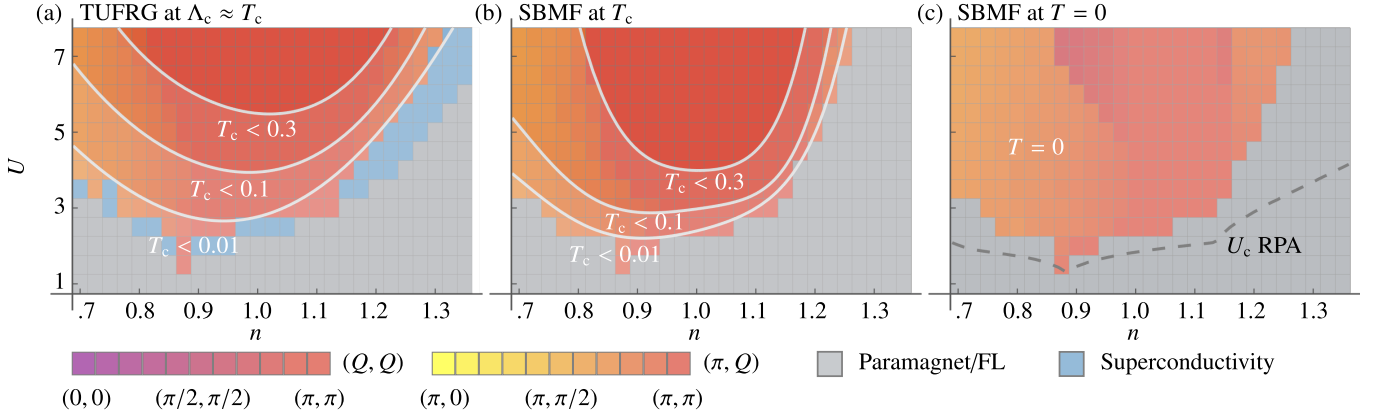 (a) TUFRG at Λc ≈ Tc
(b) SBMF at Tc
(c) SBMF at T = 0
U
7
5
3
1
Tc < 0.3
Tc < 0.1
Tc < 0.01
Tc < 0.3
Tc < 0.1
Tc < 0.01
T = 0
Uc RPA
.7 0.8 0.9 1.0 1.1 1.2 1.3
.7 0.8 0.9 1.0 1.1 1.2 1.3
.7 0.8 0.9 1.0 1.1 1.2 1.3
n
n
n
(Q, Q)
(π, Q)
Paramagnet/FL
Superconductivity
(0, 0) (π/2, π/2) (π, π)
(π, 0) (π, π/2) (π, π)